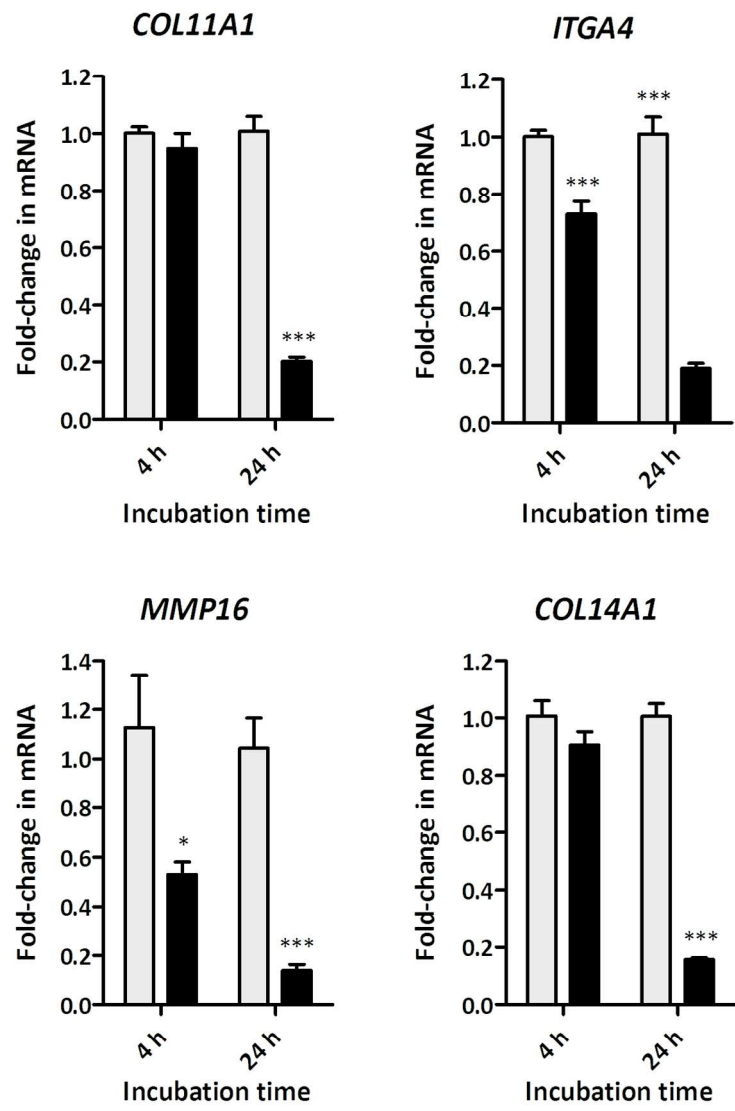 COL11A1
Fold-change in mRNA
1.2
1.0
0.8
0.6
0.4
0.2
0.0
***
4 h
24 h
Incubation time
ITGA4
Fold-change in mRNA
1.2
1.0
0.8
0.6
0.4
0.2
0.0
***
***
4 h
24 h
Incubation time
MMP16
Fold-change in mRNA
1.4
1.2
1.0
0.8
0.6
0.4
0.2
0.0
*
***
4 h
24 h
Incubation time
COL14A1
Fold-change in mRNA
1.2
1.0
0.8
0.6
0.4
0.2
0.0
***
4 h
24 h
Incubation time